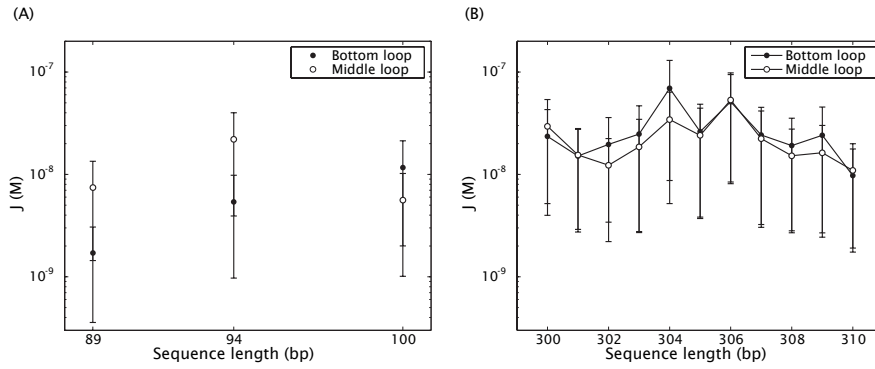 (A)
Bottom loop
Middle loop
10⁻⁷
10⁻⁸
10⁻⁹
J (M)
89 94 100
Sequence length (bp)
(B)
Bottom loop
Middle loop
10⁻⁷
10⁻⁸
10⁻⁹
J (M)
300 302 304 306 308 310
Sequence length (bp)